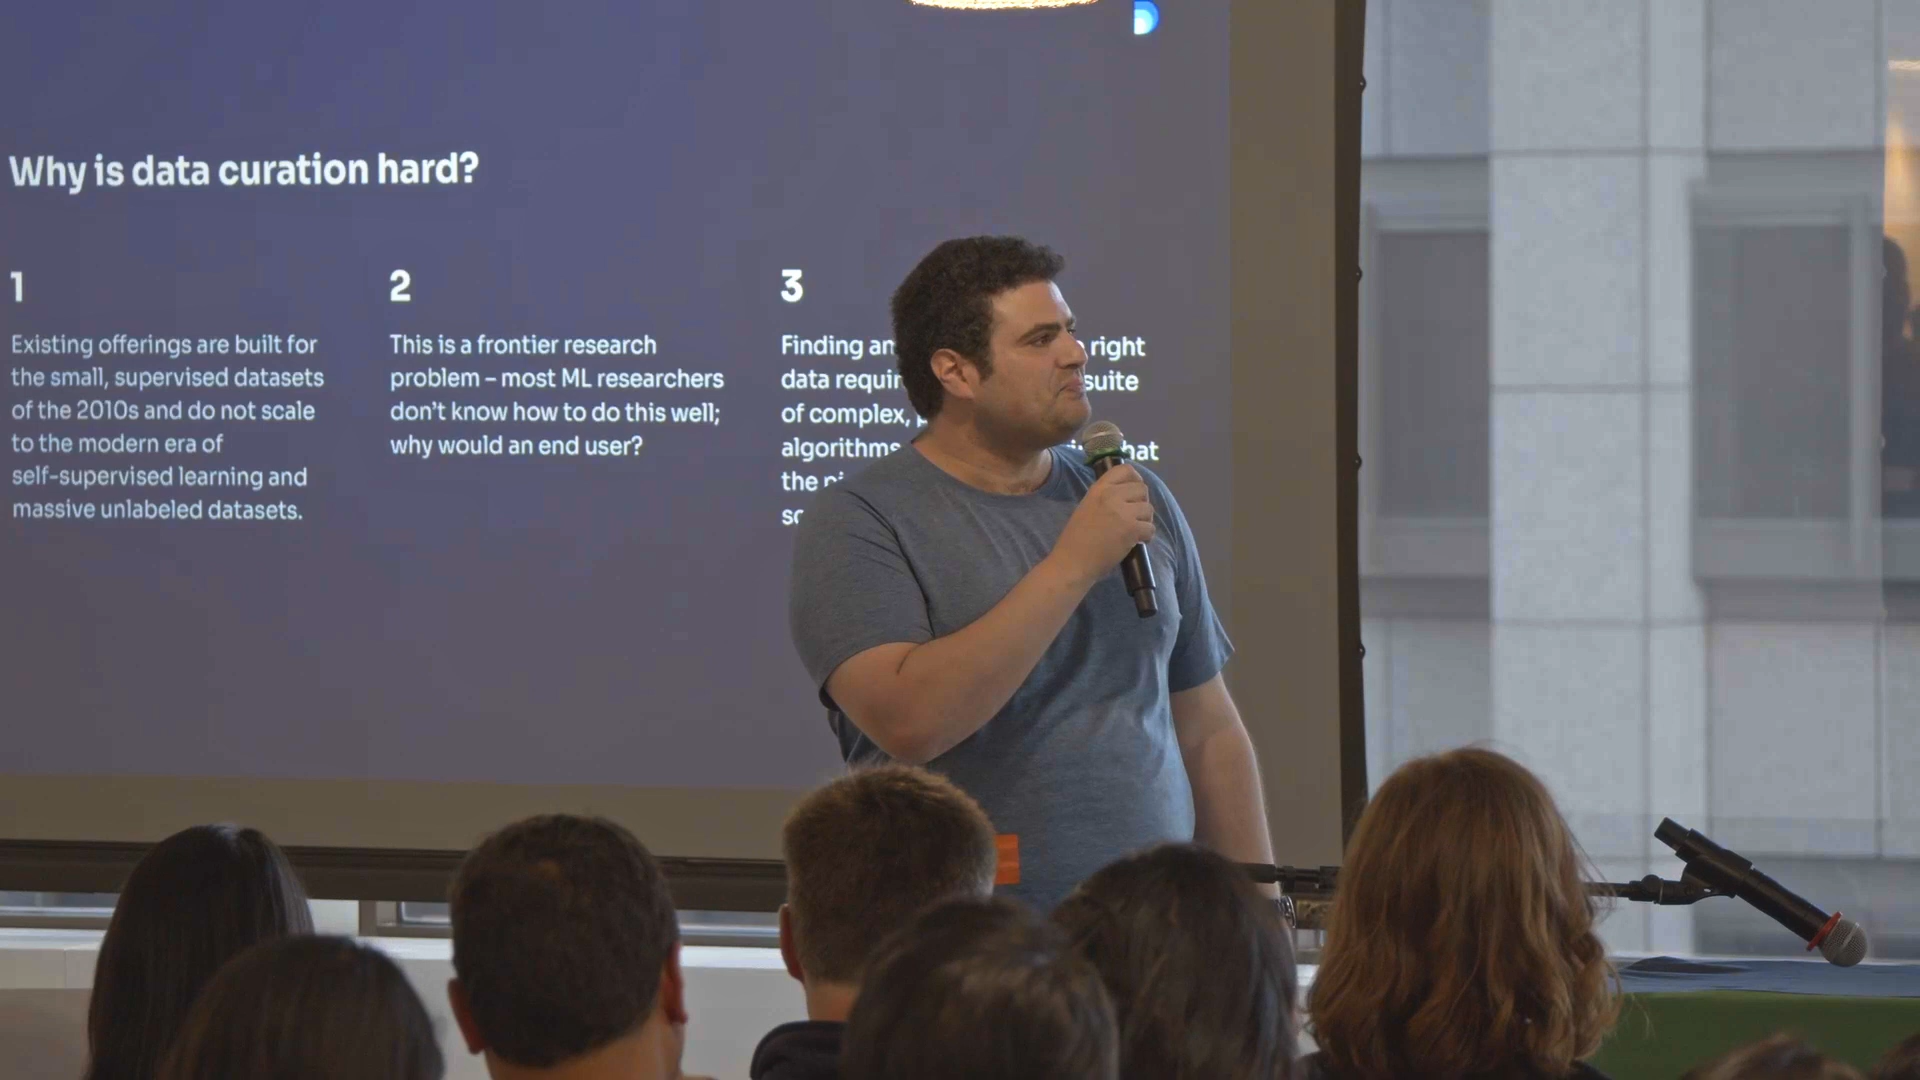 Why is data curation hard?
1
Existing offerings are built for
the small, supervised datasets
of the 2010s and do not scale
to the modern era of
self-supervised learning and
massive unlabeled datasets.
2
This is a frontier research
problem – most ML researchers
don't know how to do this well;
why would an end user?
3
Finding right
data suite
of complex,
algorithms
the